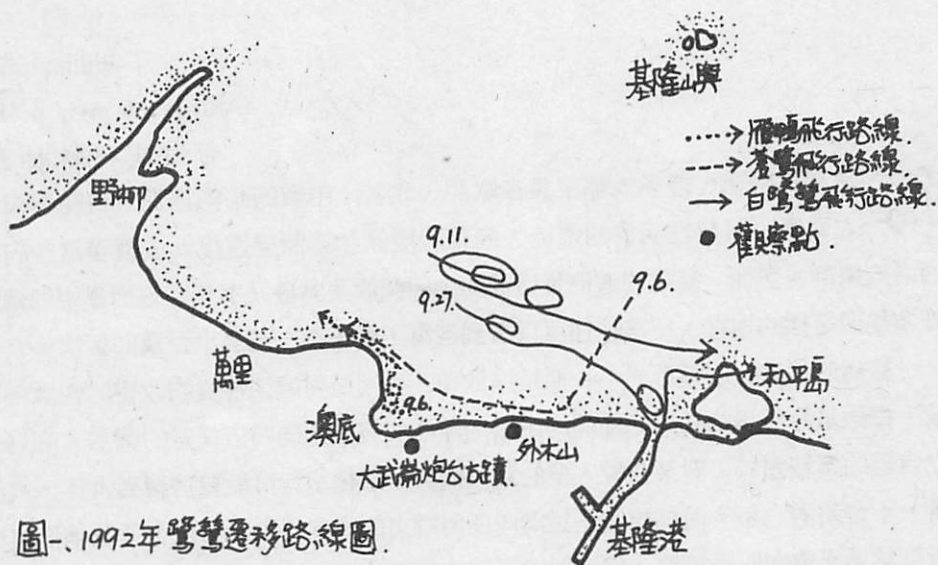 基隆山嶼
雁鴨飛行路線.
蒼鷺飛行路線.
白鷺鷥飛行路線.
觀察點.
野柳
9.11.
9.27.
9.6.
和平島
萬里
澳底
9.6.
外木山
大武崙炮台古蹟
基隆港
圖一、1992年鷺鷥遷移路線圖.